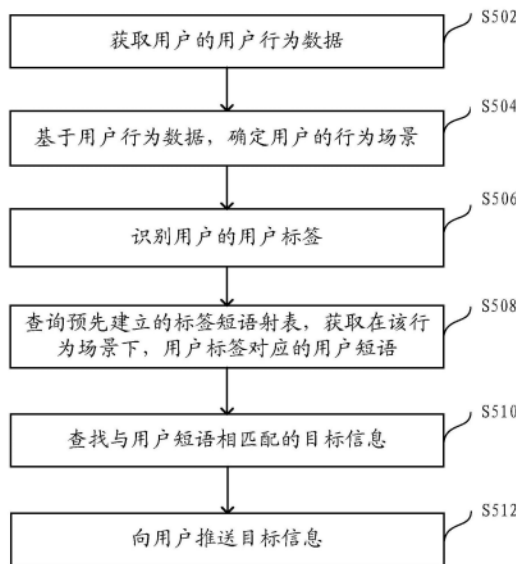 S502
获取用户的用户行为数据
S504
基于用户行为数据，确定用户的行为场景
S506
识别用户的用户标签
S508
查询预先建立的标签短语射表，获取在该行
为场景下，用户标签对应的用户短语
S510
查找与用户短语相匹配的目标信息
S512
向用户推送目标信息